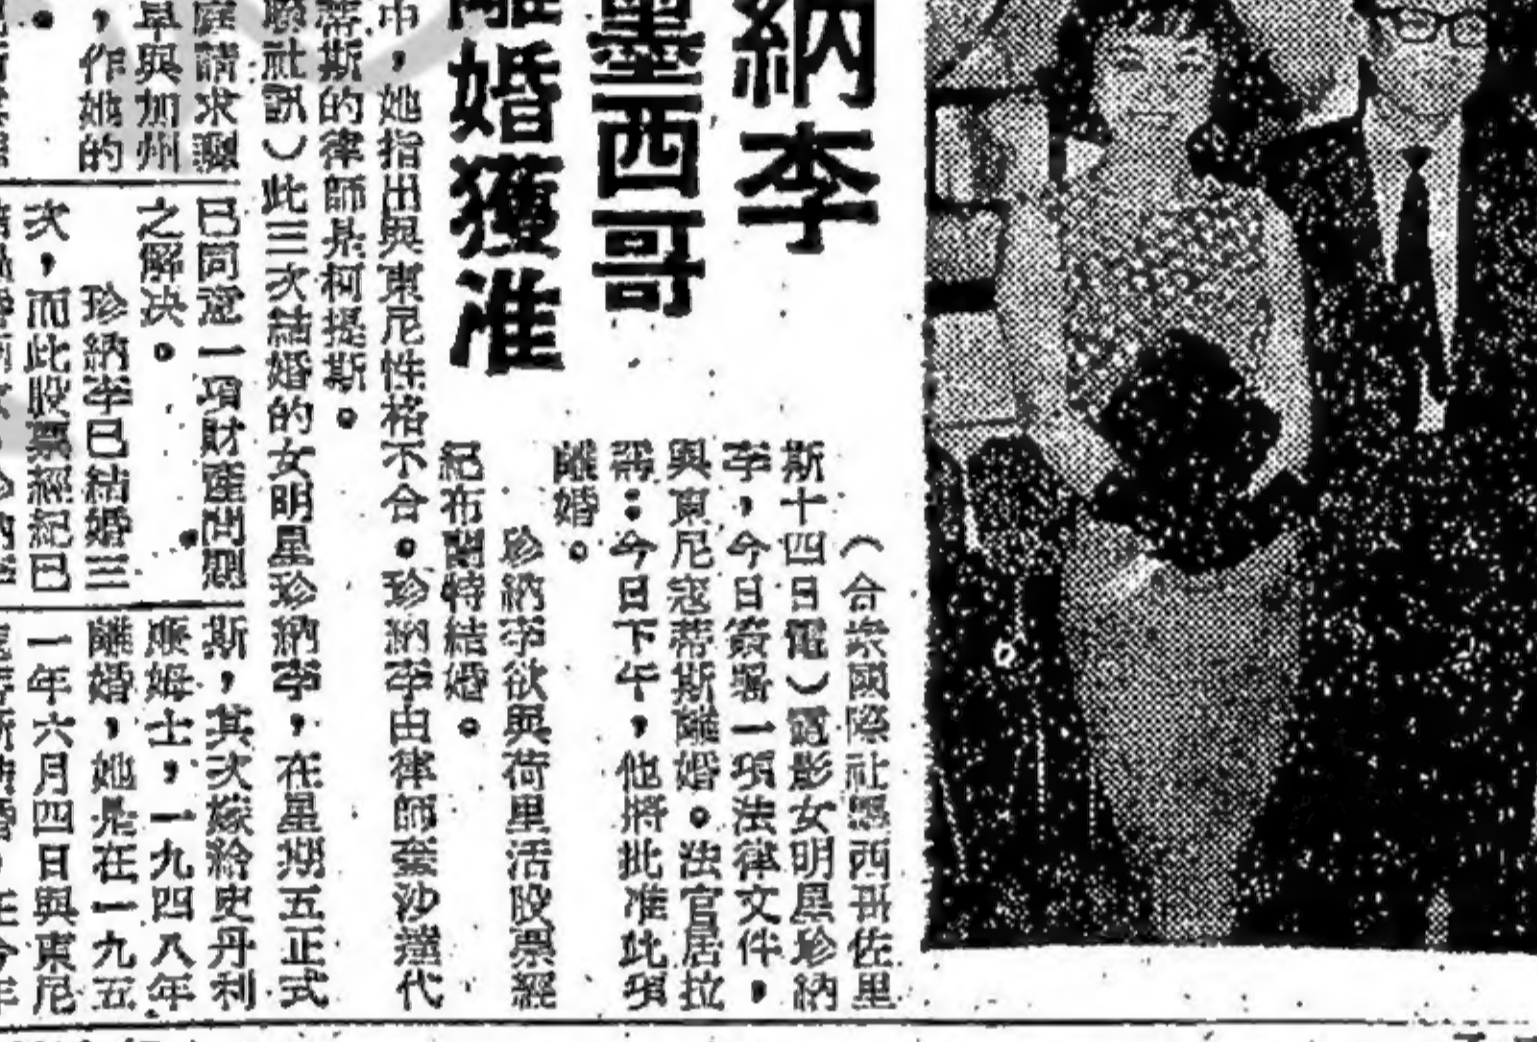 納李
墨西哥
離婚獲准
（合衆國際社墨西哥佐里
斯十四日電）電影女明星珍納
李，今日簽署一項法律文件，
與東尼寇蒂斯離婚。法官居拉
稱：今日下午，他將批准此項
離婚。
珍納李欲與荷里活股票經
紀布蘭特結婚。
中，她指出與東尼性格不合。珍納李由律師奎沙達代
蒂斯的律師是柯提斯。
聯社訊）此三次結婚的女明星珍納李，在星期五正式
庭請求
與加州
，作她的
已同意一項財產問題
之解决。
珍納李已結婚三
次，而此股票經紀已
斯，其次嫁給史丹利
姆士，一九四八年
離婚，她是在一九五
一年六月四日與東尼